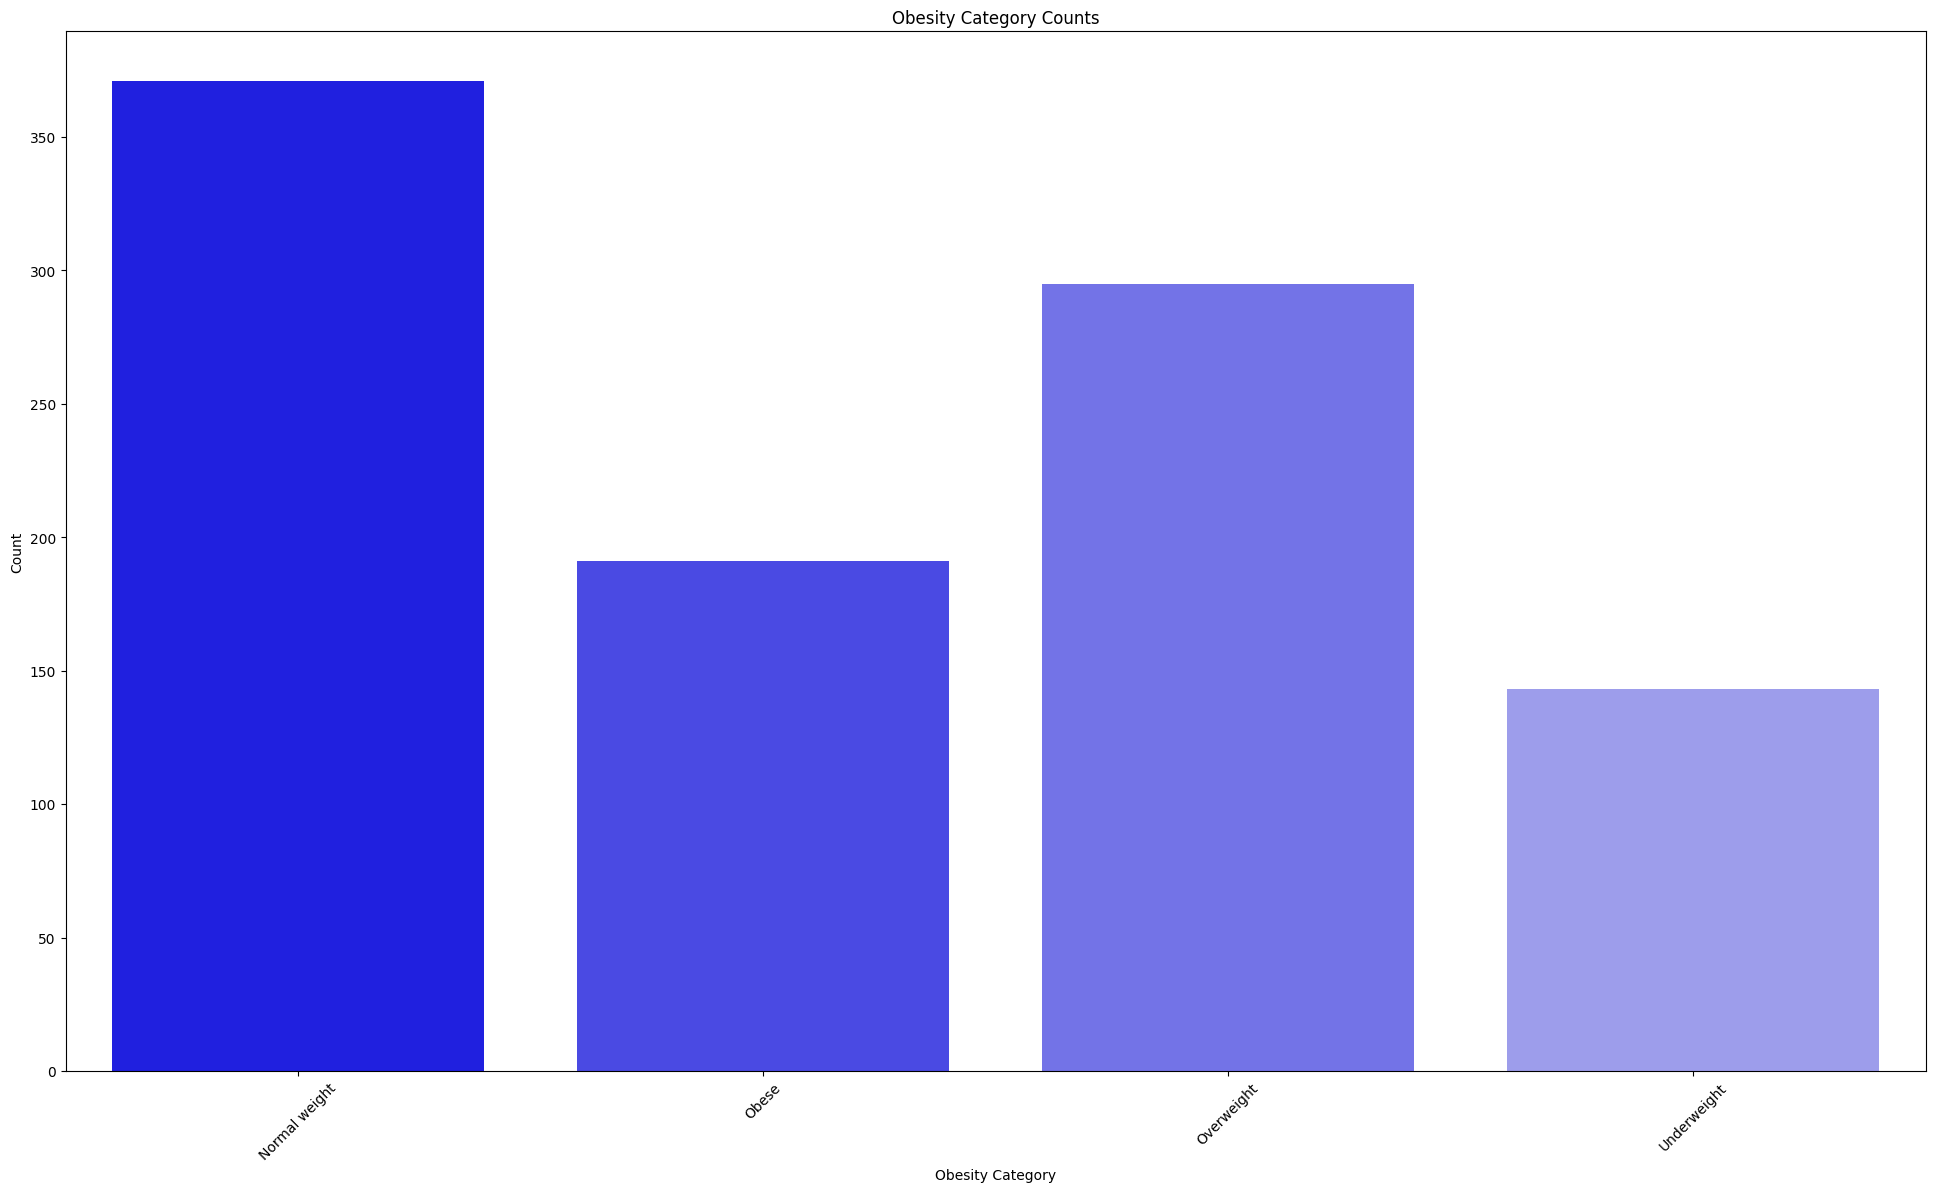 Obesity Category Counts
Count
350
300
250
200
150
100
50
0
Normal weight
Obese
Overweight
Underweight
Obesity Category